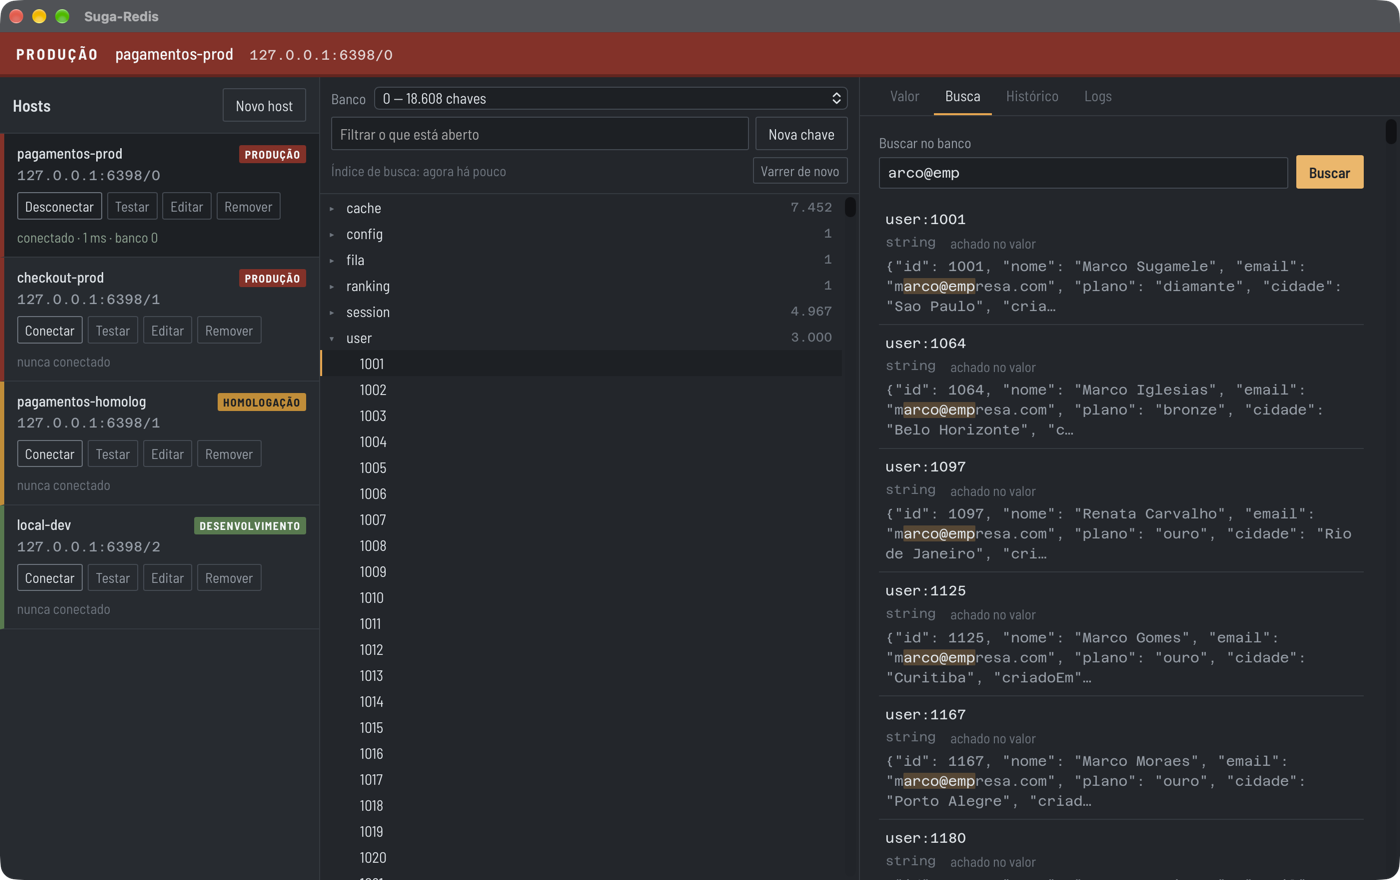 Suga-Redis
PRODUÇÃO pagamentos-prod 127.0.0.1:6398/0
Hosts
Novo host
pagamentos-prod PRODUÇÃO
127.0.0.1:6398/0
Desconectar Testar Editar Remover
conectado · 1 ms · banco 0
checkout-prod PRODUÇÃO
127.0.0.1:6398/1
Conectar Testar Editar Remover
nunca conectado
pagamentos-homolog HOMOLOGAÇÃO
127.0.0.1:6398/1
Conectar Testar Editar Remover
nunca conectado
local-dev DESENVOLVIMENTO
127.0.0.1:6398/2
Conectar Testar Editar Remover
nunca conectado
Banco 0 — 18.608 chaves
Filtrar o que está aberto
Nova chave
Índice de busca: agora há pouco
Varrer de novo
cache 7.452
config 1
fila 1
ranking 1
session 4.967
user 3.000
1001
1002
1003
1004
1005
1006
1007
1008
1009
1010
1011
1012
1013
1014
1015
1016
1017
1018
1019
1020
Valor Busca Histórico Logs
Buscar no banco
arco@emp
Buscar
user:1001
string achado no valor
{"id": 1001, "nome": "Marco Sugamele", "email":
"marco@empresa.com", "plano": "diamante", "cidade":
"Sao Paulo", "cria…
user:1064
string achado no valor
{"id": 1064, "nome": "Marco Iglesias", "email":
"marco@empresa.com", "plano": "bronze", "cidade":
"Belo Horizonte", "c…
user:1097
string achado no valor
{"id": 1097, "nome": "Renata Carvalho", "email":
"marco@empresa.com", "plano": "ouro", "cidade": "Rio
de Janeiro", "cri…
user:1125
string achado no valor
{"id": 1125, "nome": "Marco Gomes", "email":
"marco@empresa.com", "plano": "ouro", "cidade":
"Curitiba", "criadoEm"…
user:1167
string achado no valor
{"id": 1167, "nome": "Marco Moraes", "email":
"marco@empresa.com", "plano": "ouro", "cidade":
"Porto Alegre", "criad…
user:1180
string achado no valor